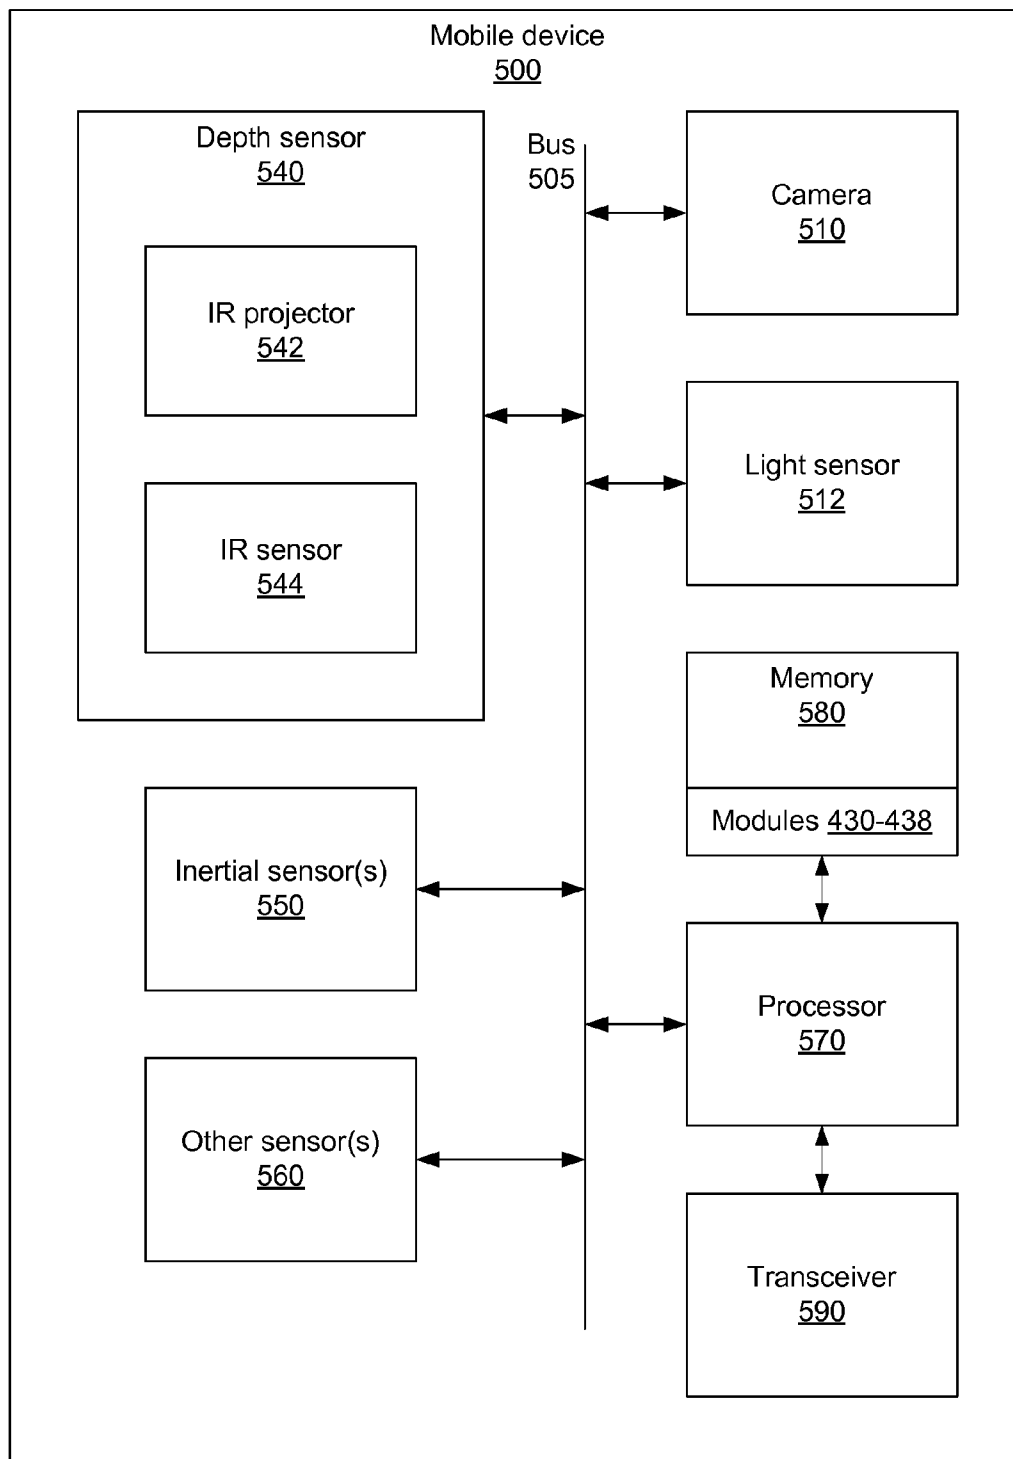 Mobile device
500
Depth sensor
540
IR projector
542
IR sensor
544
Inertial sensor(s)
550
Other sensor(s)
560
Bus
505
Camera
510
Light sensor
512
Memory
580
Modules 430-438
Processor
570
Transceiver
590